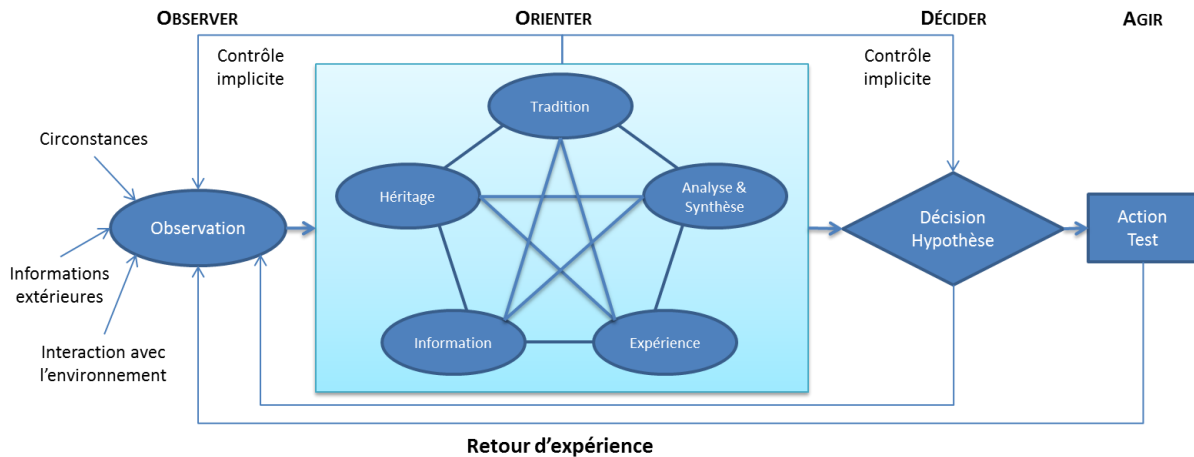 OBSERVER
ORIENTER
DÉCIDER
AGIR
Contrôle
implicite
Contrôle
implicite
Circonstances
Informations
extérieures
Interaction avec
l’environnement
Observation
Tradition
Héritage
Analyse &
Synthèse
Information
Expérience
Décision
Hypothèse
Action
Test
Retour d’expérience